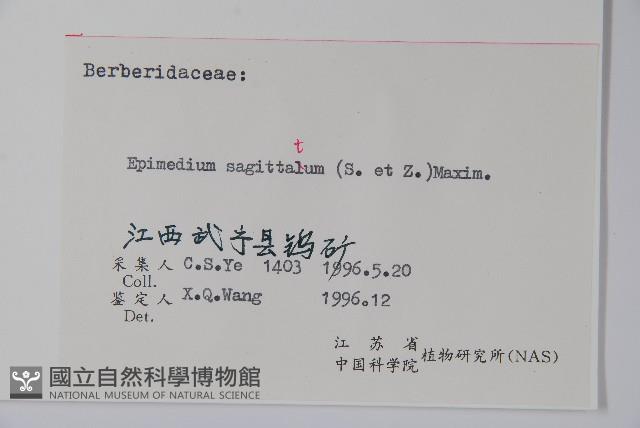 Berberidaceae:
t
Epimedium sagittalum (S. et Z.)Maxim.
江西武宁县钨矿
采集人 C.S.Ye 1403 1996.5.20
Coll.
鉴定人 X.Q.Wang 1996.12
Det.
江苏省
中国科学院 植物研究所(NAS)
國立自然科學博物館
NATIONAL MUSEUM OF NATURAL SCIENCE